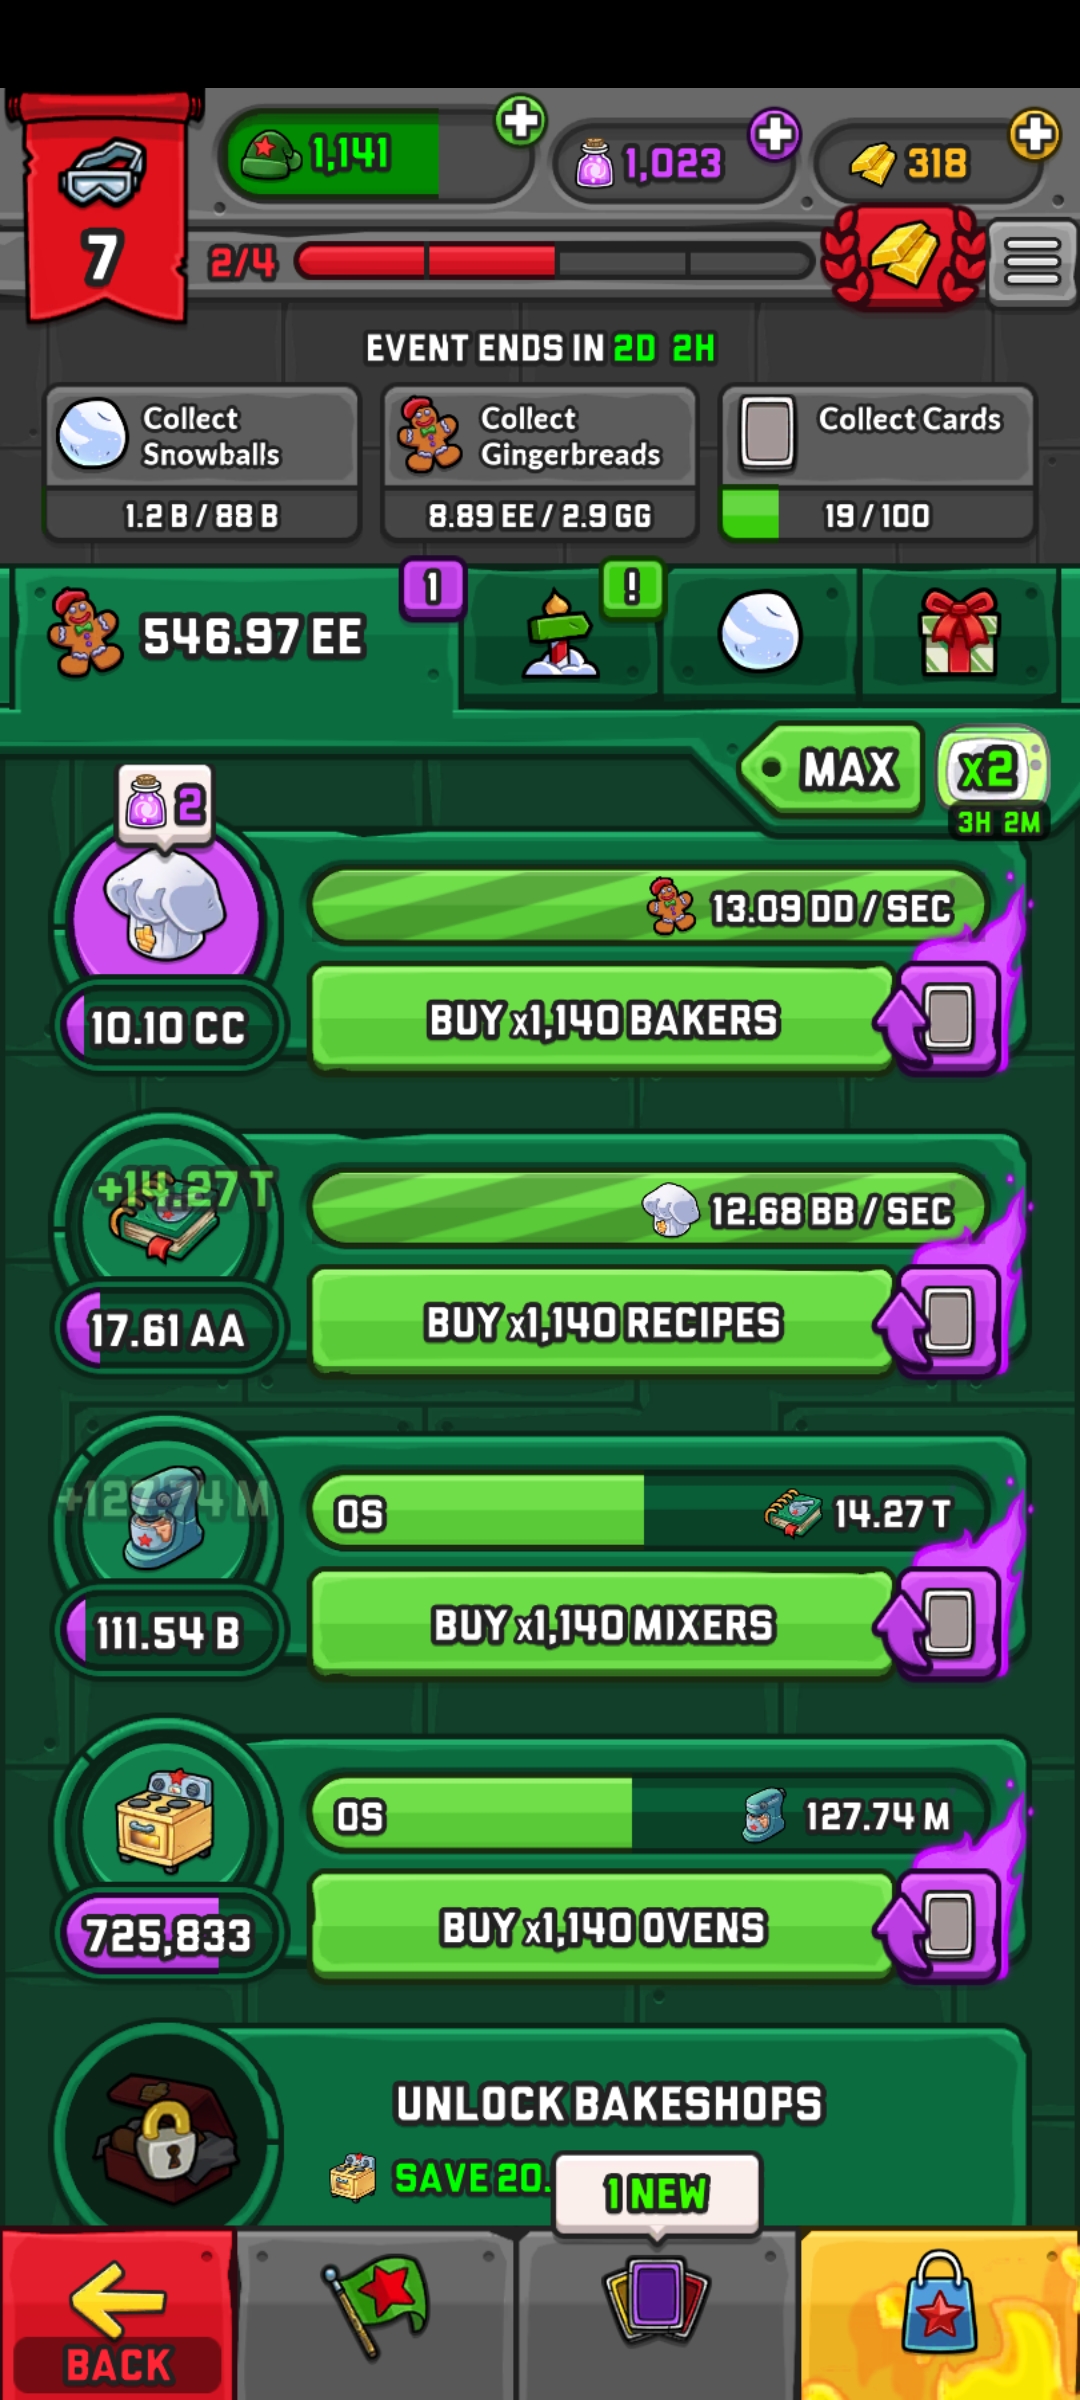 1,141
1,023
318
7
2/4
EVENT ENDS IN 2D 2H
Collect Snowballs
1.2 B / 88 B
Collect Gingerbreads
8.89 EE / 2.9 GG
Collect Cards
19 / 100
546.97 EE
1
!
MAX
x2
3H 2M
2
13.09 DD / SEC
10.10 CC
BUY x1,140 BAKERS
+14.27 T
12.68 BB / SEC
17.61 AA
BUY x1,140 RECIPES
+127.74 M
0S
14.27 T
111.54 B
BUY x1,140 MIXERS
0S
127.74 M
725,833
BUY x1,140 OVENS
UNLOCK BAKESHOPS
SAVE 20.
1 NEW
BACK